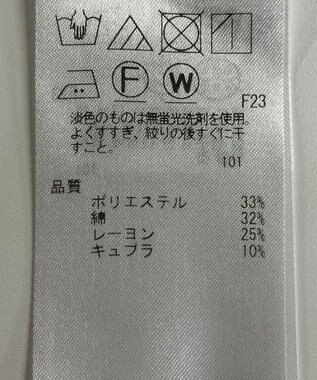 F W
F23
淡色のものは無蛍光洗剤を使用。
よくすすぎ、絞りの後すぐに干
すこと。
101
品質
ポリエステル 33%
綿 32%
レーヨン 25%
キュプラ 10%